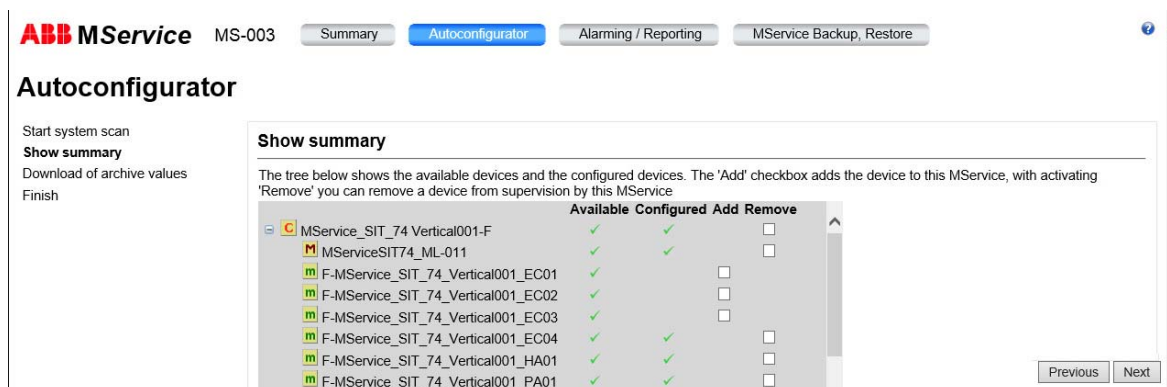 ABB MService MS-003 Summary Autoconfigurator Alarming / Reporting MService Backup, Restore ?
Autoconfigurator
Start system scan
Show summary
Download of archive values
Finish
Show summary
The tree below shows the available devices and the configured devices. The 'Add' checkbox adds the device to this MService, with activating
'Remove' you can remove a device from supervision by this MService
Available Configured Add Remove
C MService_SIT_74 Vertical001-F
M MServiceSIT74_ML-011
m F-MService_SIT_74_Vertical001_EC01
m F-MService_SIT_74_Vertical001_EC02
m F-MService_SIT_74_Vertical001_EC03
m F-MService_SIT_74_Vertical001_EC04
m F-MService_SIT_74_Vertical001_HA01
m F-MService_SIT_74_Vertical001_PA01
Previous Next